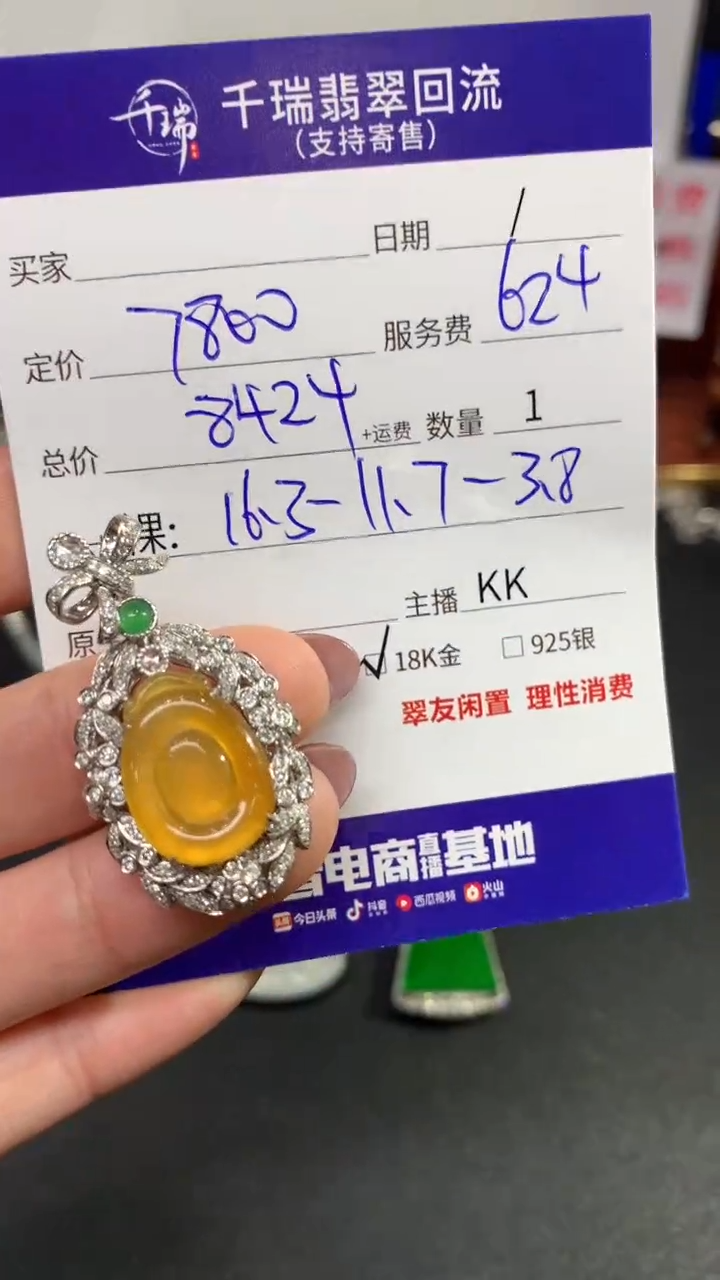 千瑞
千瑞翡翠回流
(支持寄售)
买家 日期 /
定价 7800 服务费 624
总价 8424 +运费 数量 1
果: 16.3-11.7-3.8
原 主播 KK
✓ 18K金 □ 925银
翠友闲置 理性消费
电商直播基地
头条 今日头条 抖音 西瓜视频 火山